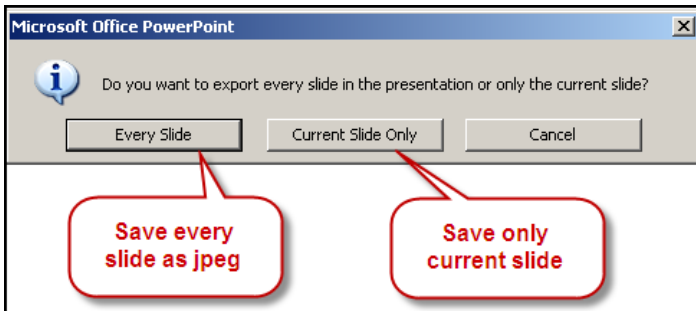 Microsoft Office PowerPoint
Do you want to export every slide in the presentation or only the current slide?
Every Slide Current Slide Only Cancel
Save every
slide as jpeg
Save only
current slide